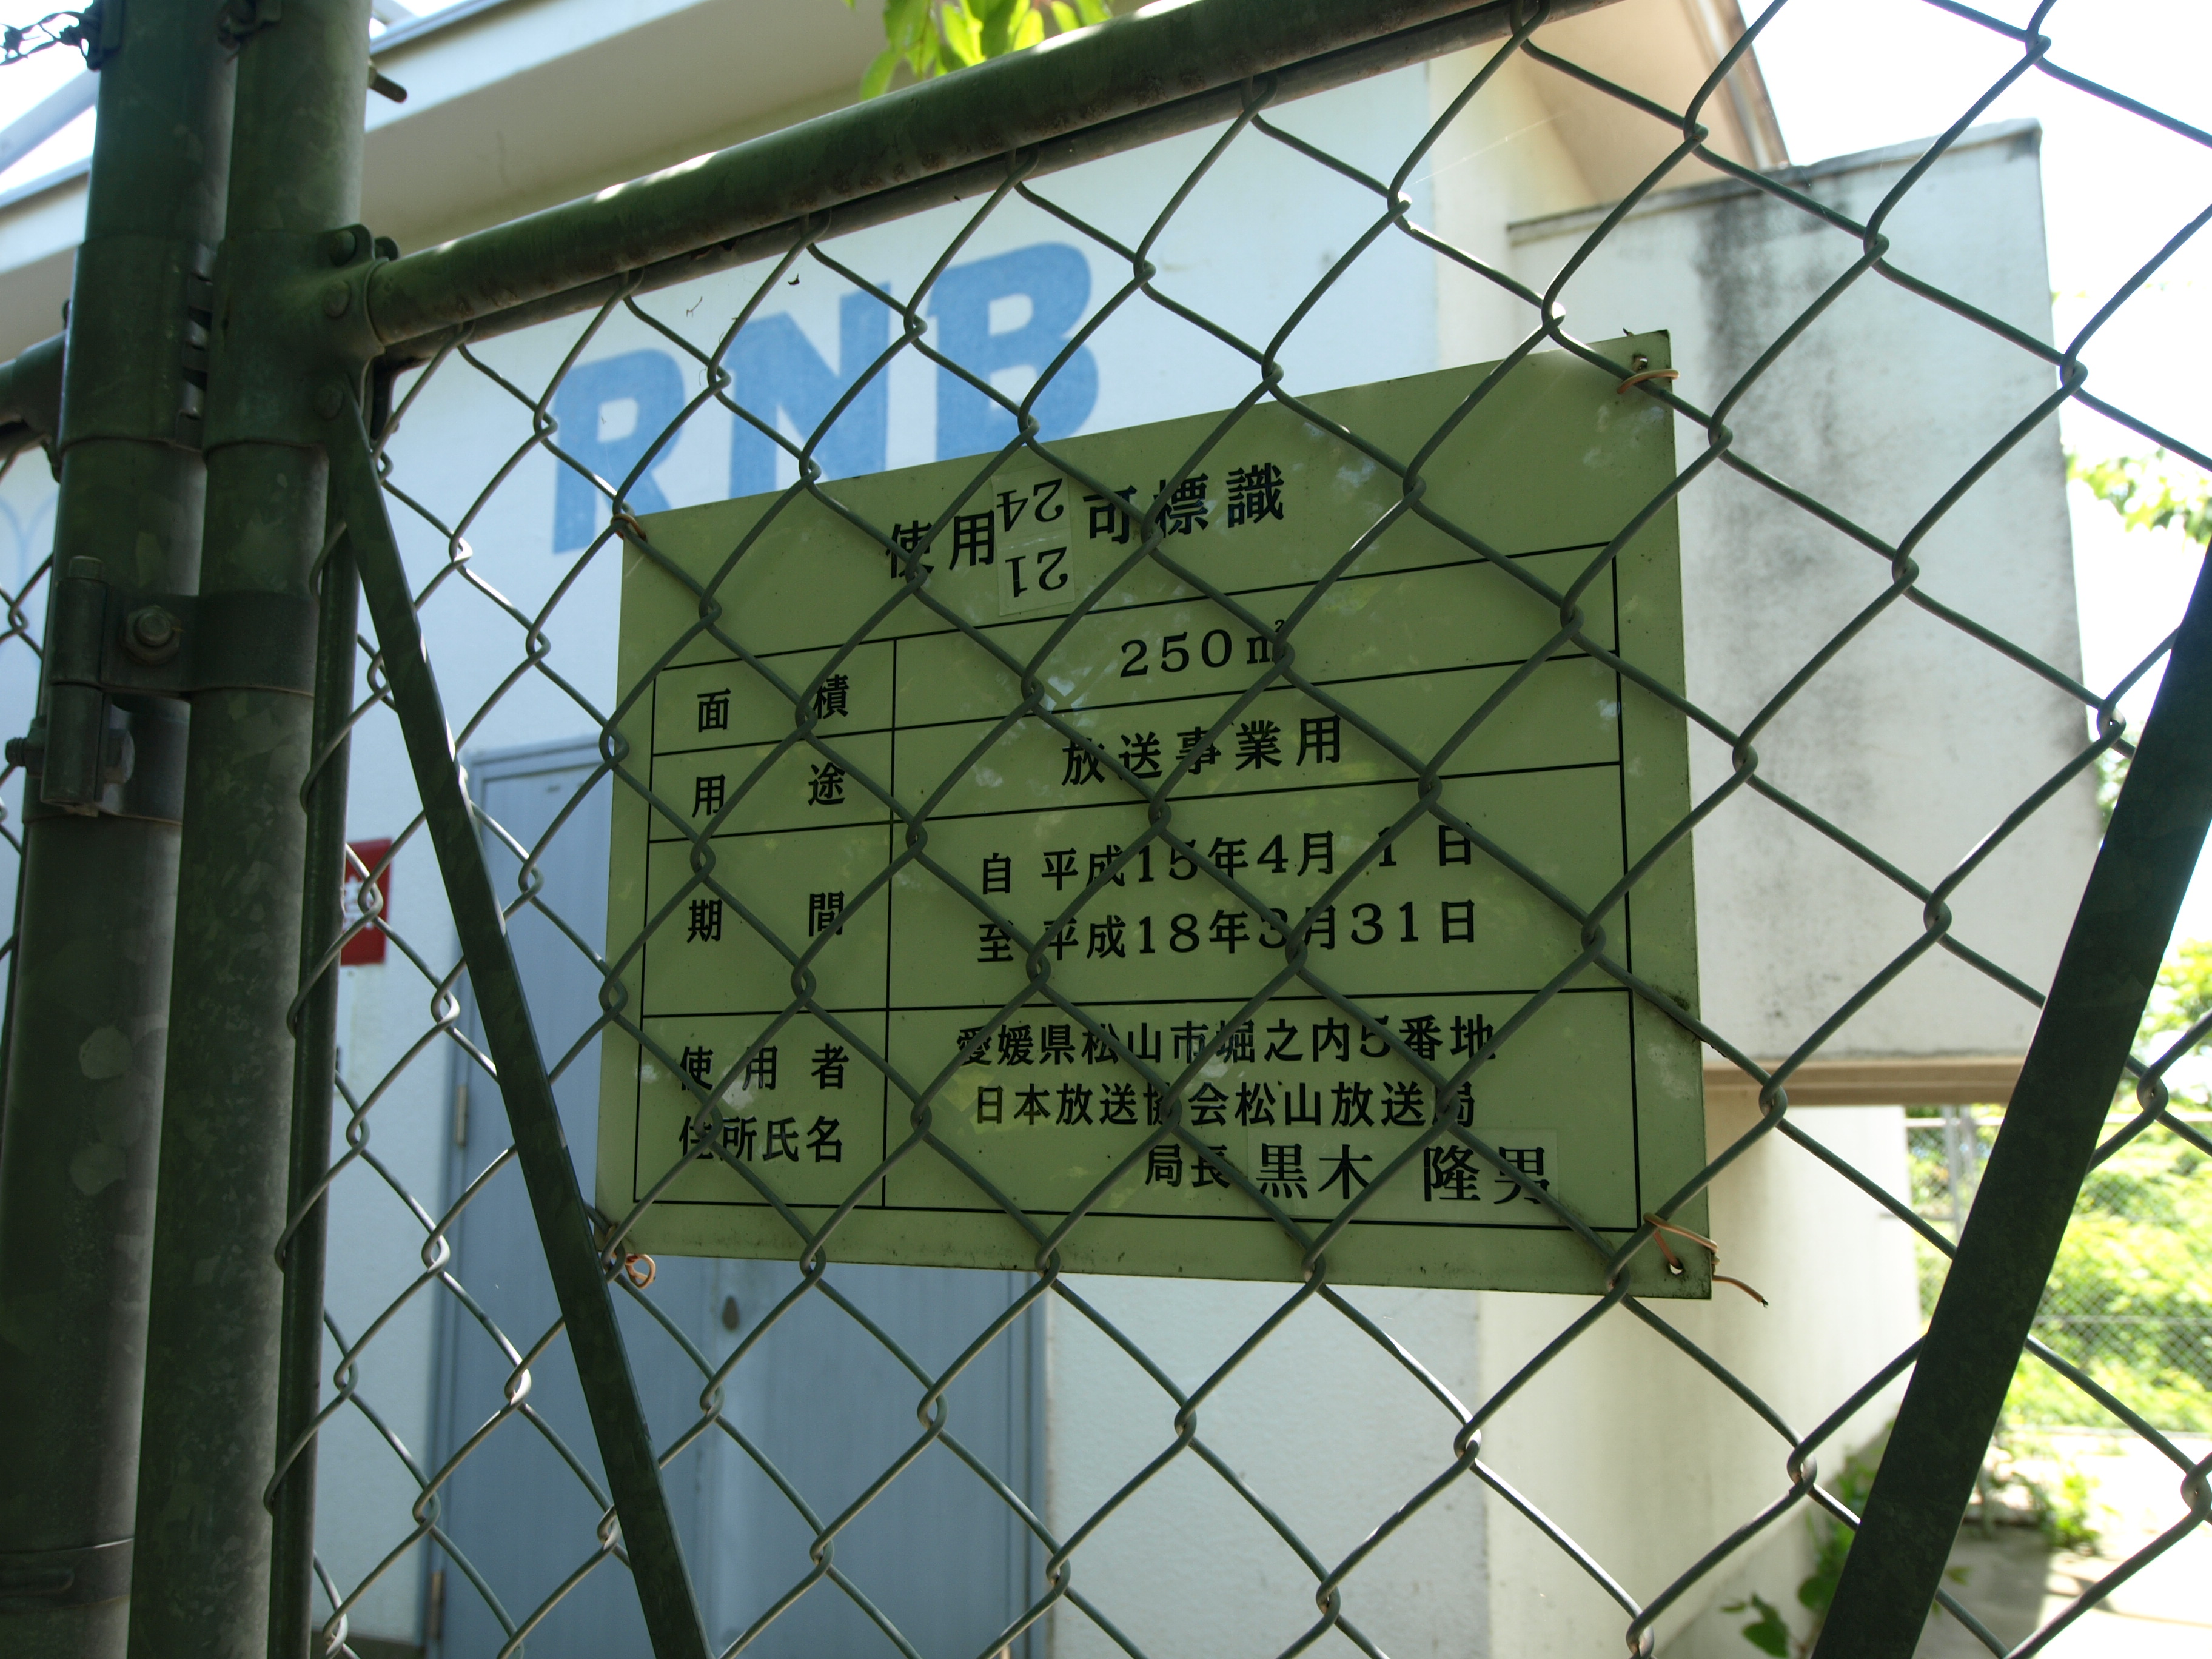 RNB
使用 可標識
24
21
面積 250㎡
用途 放送事業用
期間 自 平成15年4月1日
至 平成18年3月31日
使用者
住所氏名
愛媛県松山市堀之内5番地
日本放送協会松山放送局
局長 黒木 隆男